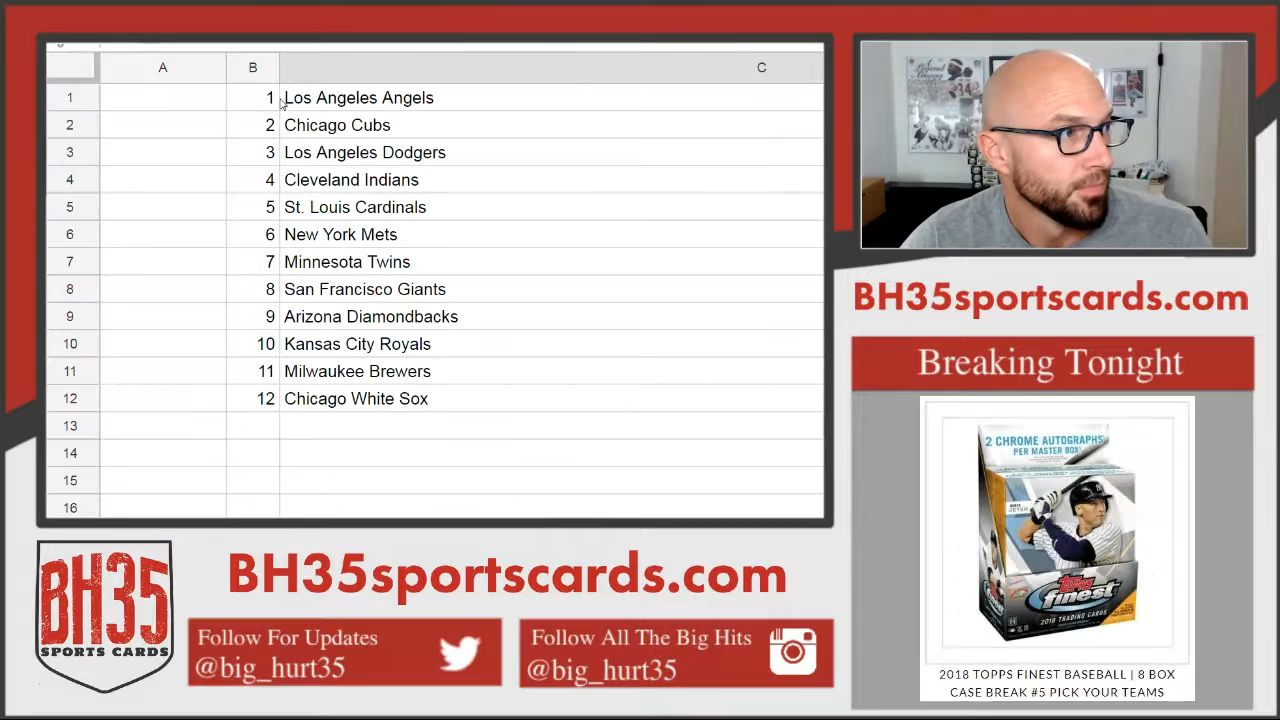 A B C
1 1 Los Angeles Angels
2 2 Chicago Cubs
3 3 Los Angeles Dodgers
4 4 Cleveland Indians
5 5 St. Louis Cardinals
6 6 New York Mets
7 7 Minnesota Twins
8 8 San Francisco Giants
9 9 Arizona Diamondbacks
10 10 Kansas City Royals
11 11 Milwaukee Brewers
12 12 Chicago White Sox
13
14
15
16
BH35sportscards.com
Breaking Tonight
2 CHROME AUTOGRAPHS
PER MASTER BOX!
JETER
Topps
finest
2018 TRADING CARDS
2018 TOPPS FINEST BASEBALL | 8 BOX
CASE BREAK #5 PICK YOUR TEAMS
BH35
SPORTS CARDS
BH35sportscards.com
Follow For Updates
@big_hurt35
Follow All The Big Hits
@big_hurt35